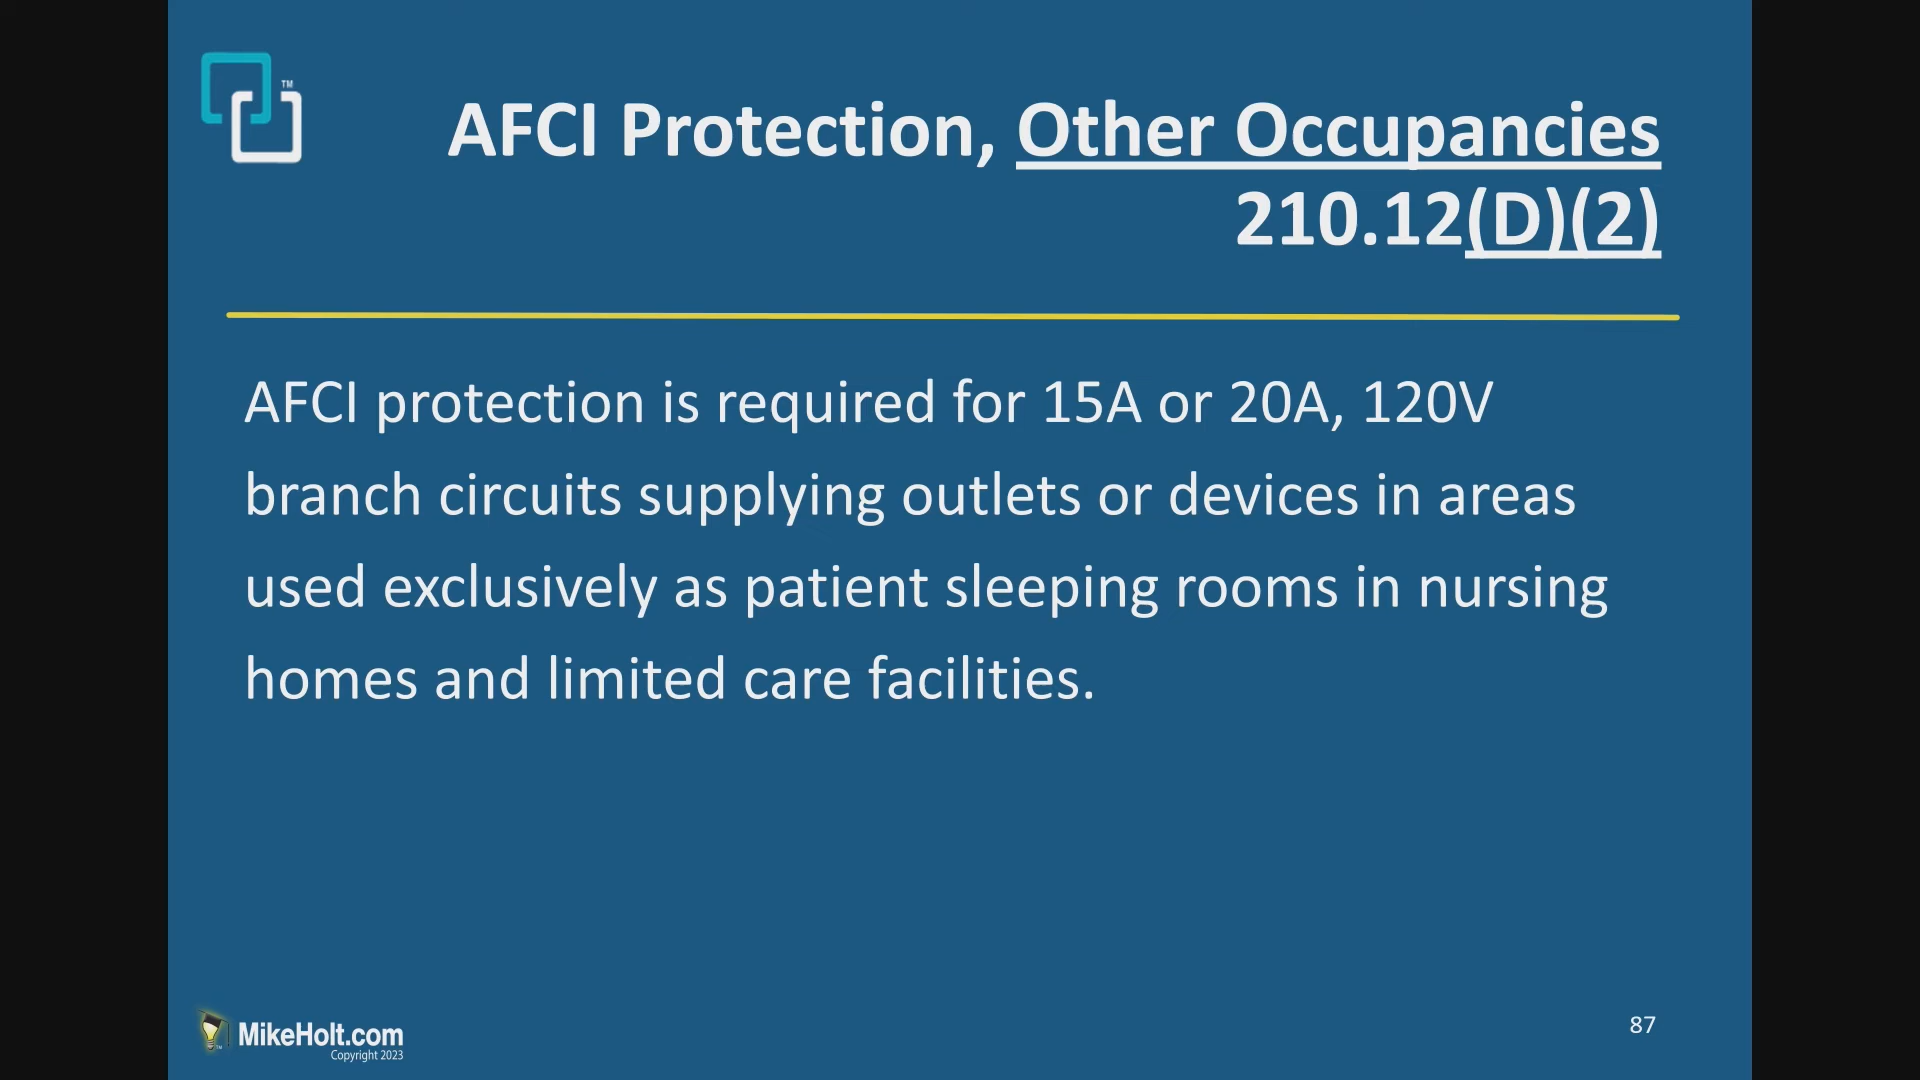 TM
AFCI Protection, Other Occupancies
210.12(D)(2)
AFCI protection is required for 15A or 20A, 120V
branch circuits supplying outlets or devices in areas
used exclusively as patient sleeping rooms in nursing
homes and limited care facilities.
MikeHolt.com
Copyright 2023
87